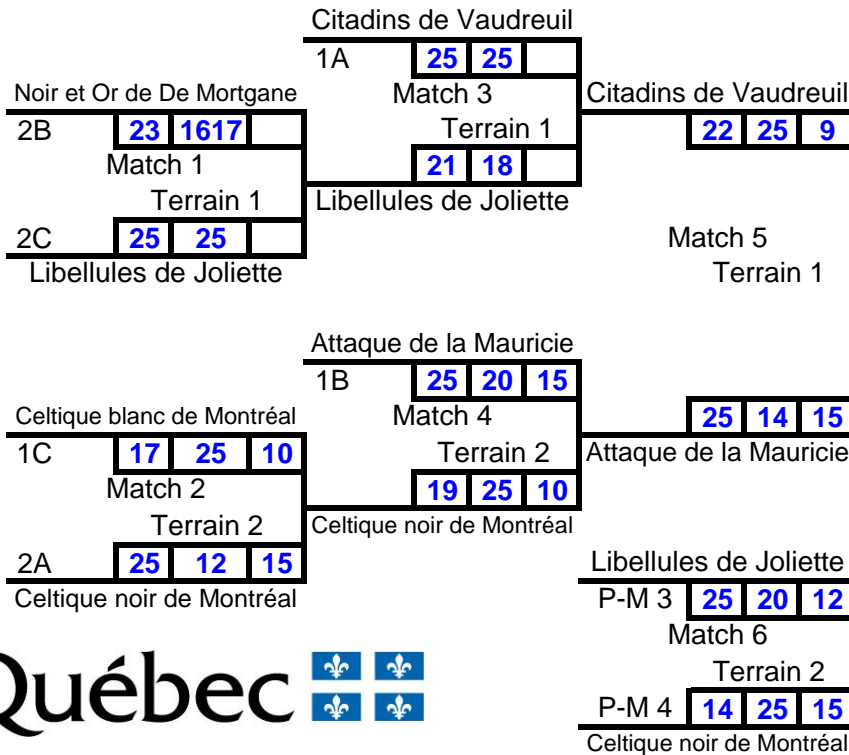 Citadins de Vaudreuil
1A 25 25
Noir et Or de De Mortgane Match 3 Citadins de Vaudreuil
2B 23 1617 Terrain 1 22 25 9
Match 1 21 18
Terrain 1 Libellules de Joliette
2C 25 25 Match 5
Libellules de Joliette Terrain 1
Attaque de la Mauricie
1B 25 20 15
Celtique blanc de Montréal Match 4 25 14 15
1C 17 25 10 Terrain 2 Attaque de la Mauricie
Match 2 19 25 10
Terrain 2 Celtique noir de Montréal
2A 25 12 15 Libellules de Joliette
Celtique noir de Montréal P-M 3 25 20 12
Match 6
Québec Terrain 2
P-M 4 14 25 15
Celtique noir de Montréal